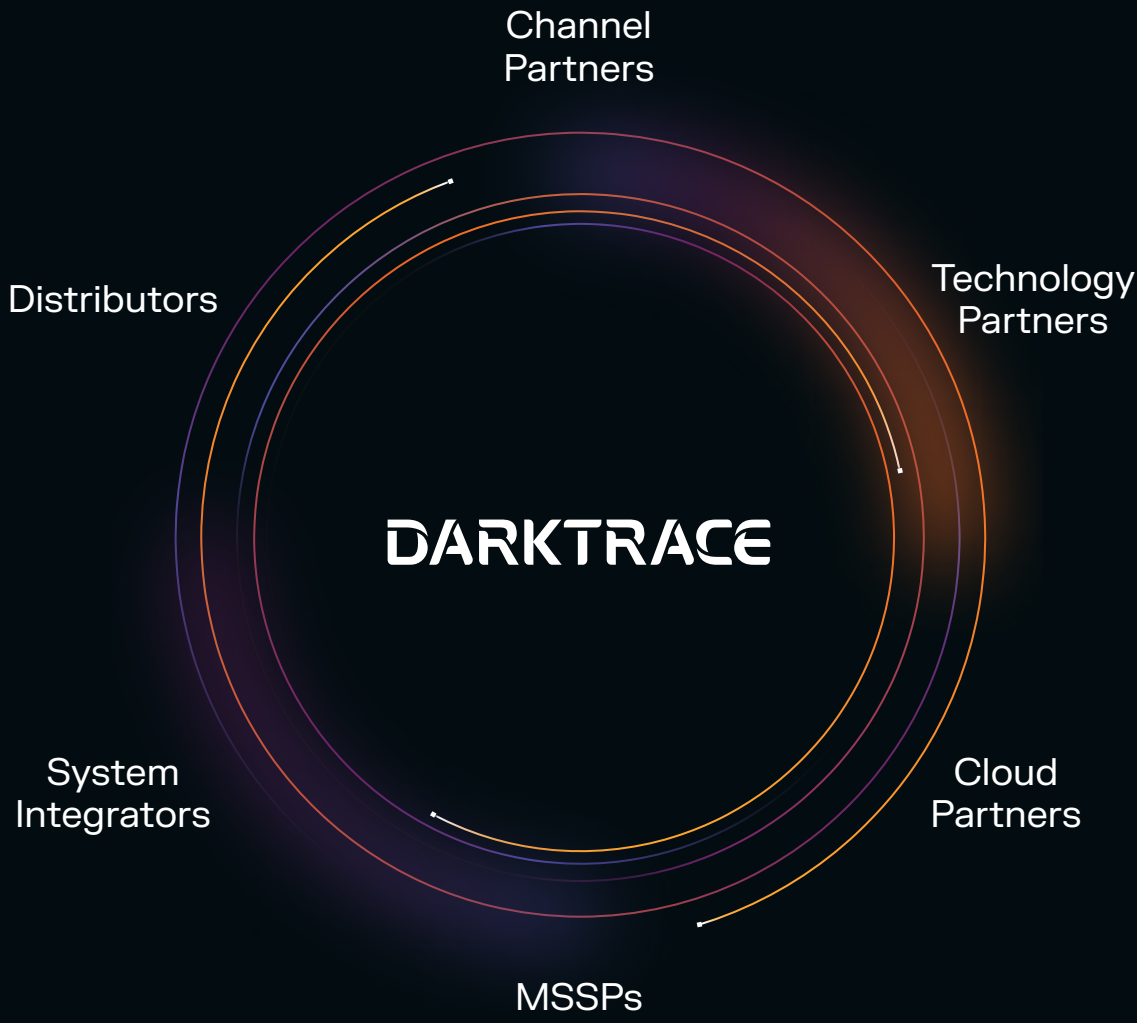 Channel
Partners
Technology
Partners
Distributors
DARKTRACE
System
Integrators
Cloud
Partners
MSSPs